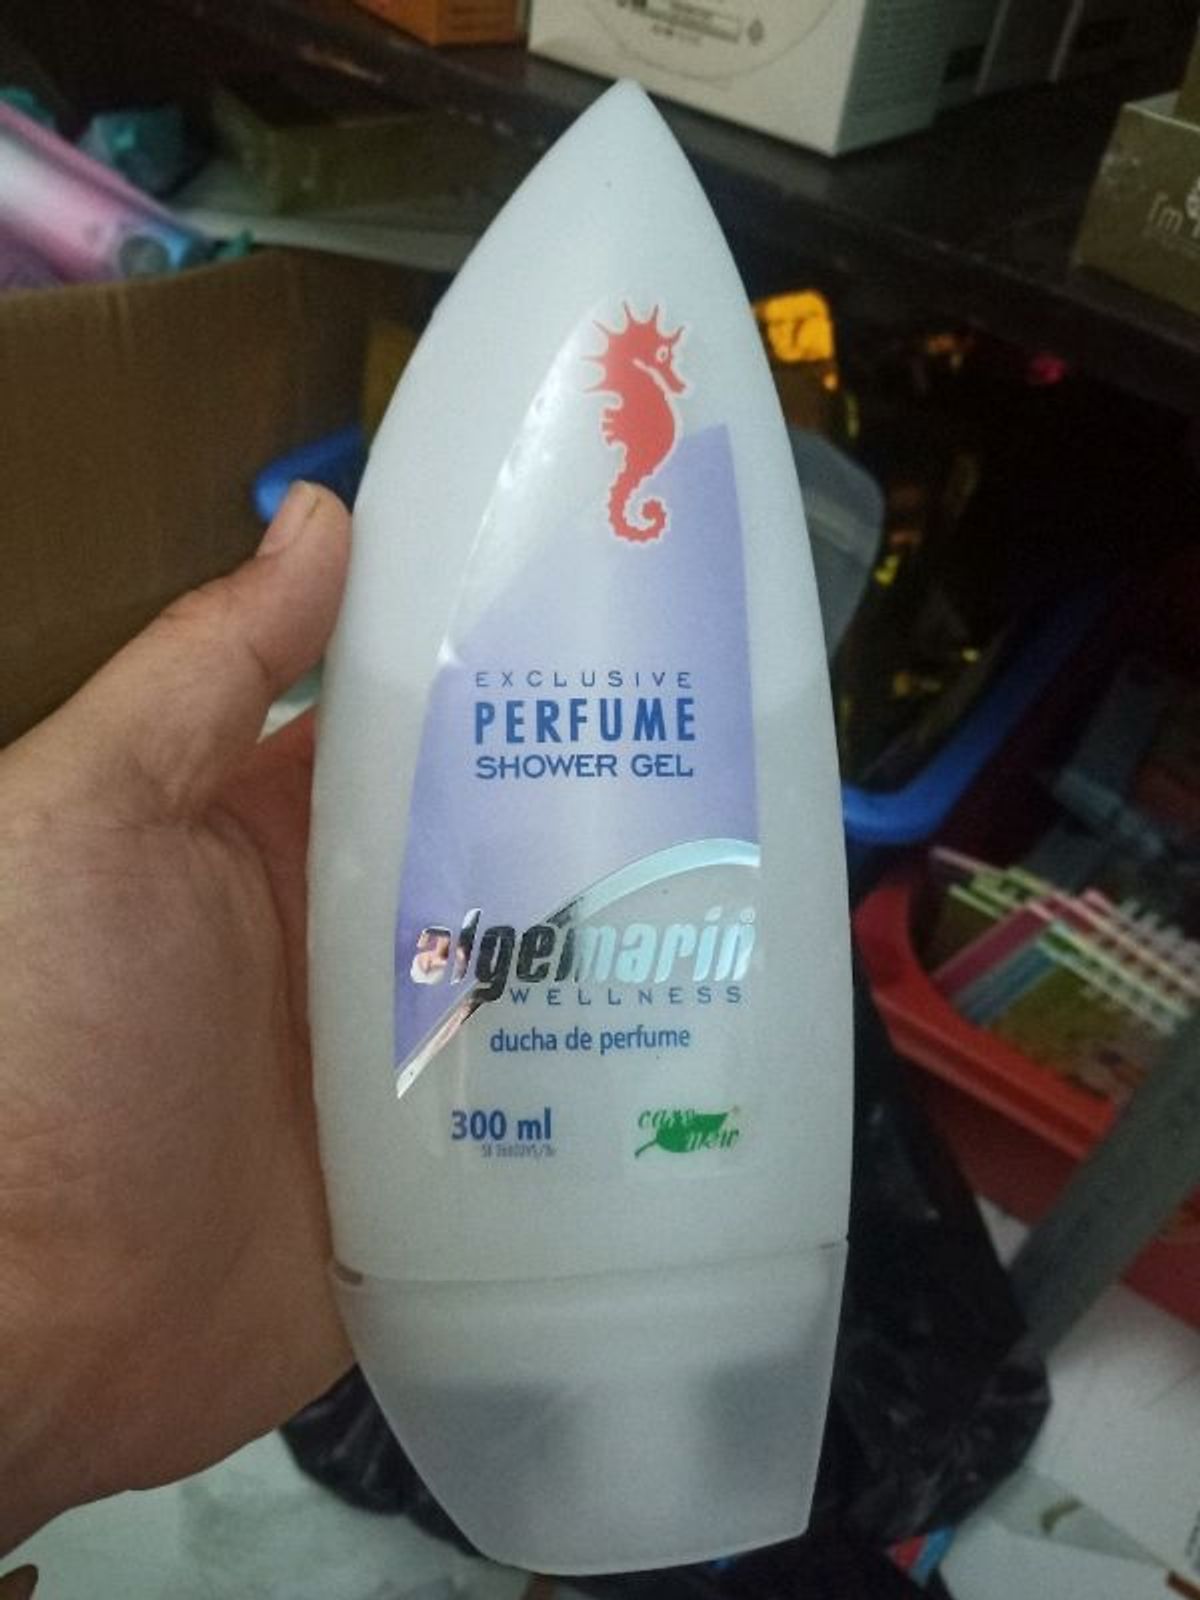 EXCLUSIVE
PERFUME
SHOWER GEL
algemarin®
WELLNESS
ducha de perfume
300 ml
I'm